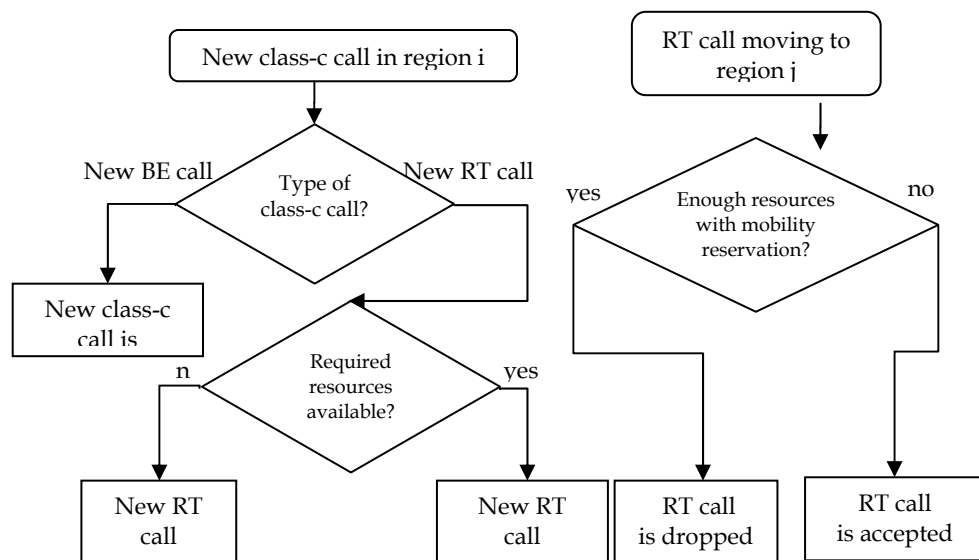 New class-c call in region i
RT call moving to
region j
New BE call
New RT call
Type of
class-c call?
yes
no
Enough resources
with mobility
reservation?
New class-c
call is
n
yes
Required
resources
available?
New RT
call
New RT
call
RT call
is dropped
RT call
is accepted